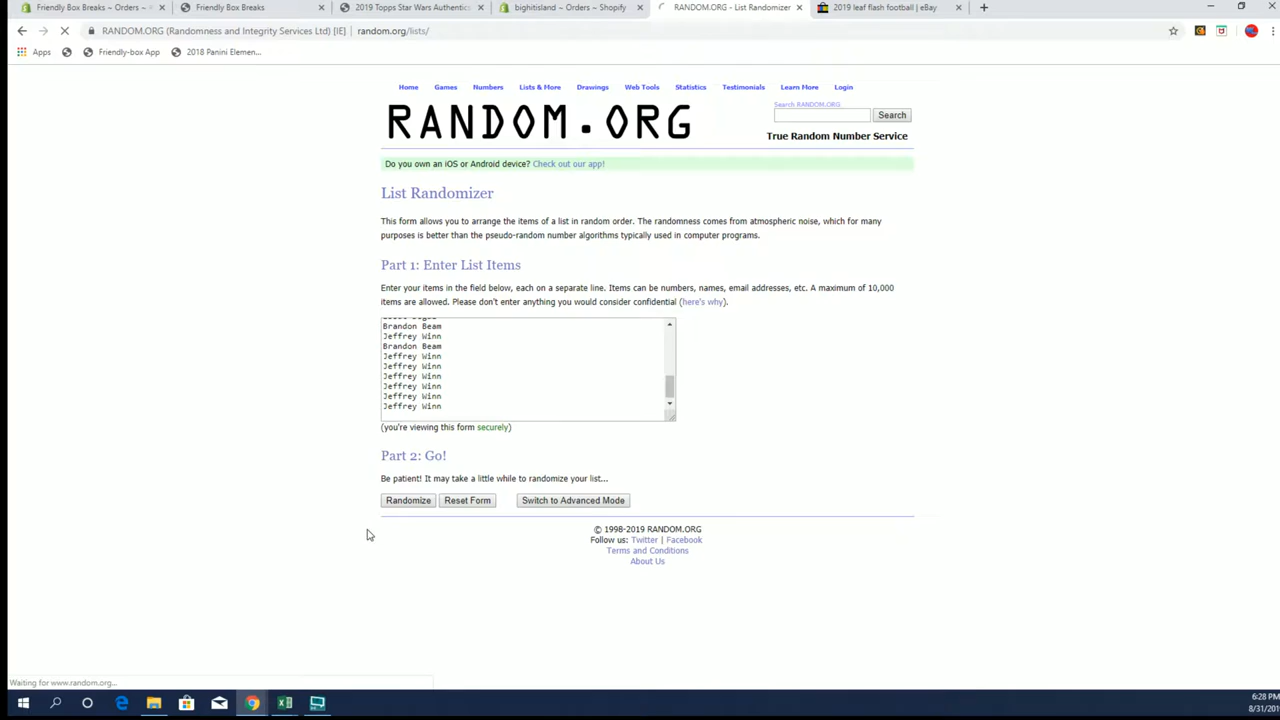 Friendly Box Breaks ~ Orders ~
Friendly Box Breaks
2019 Topps Star Wars Authentic
bighitisland ~ Orders ~ Shopify
RANDOM.ORG - List Randomizer
2019 leaf flash football | eBay
RANDOM.ORG (Randomness and Integrity Services Ltd) [IE] | random.org/lists/
Apps
Friendly-box App
2018 Panini Elemen...
Home Games Numbers Lists & More Drawings Web Tools Statistics Testimonials Learn More Login
RANDOM.ORG
Search RANDOM.ORG
Search
True Random Number Service
Do you own an iOS or Android device? Check out our app!
List Randomizer
This form allows you to arrange the items of a list in random order. The randomness comes from atmospheric noise, which for many
purposes is better than the pseudo-random number algorithms typically used in computer programs.
Part 1: Enter List Items
Enter your items in the field below, each on a separate line. Items can be numbers, names, email addresses, etc. A maximum of 10,000
items are allowed. Please don't enter anything you would consider confidential (here's why).
Brandon Beam
Jeffrey Winn
Brandon Beam
Jeffrey Winn
Jeffrey Winn
Jeffrey Winn
Jeffrey Winn
Jeffrey Winn
Jeffrey Winn
(you're viewing this form securely)
Part 2: Go!
Be patient! It may take a little while to randomize your list...
Randomize Reset Form Switch to Advanced Mode
© 1998-2019 RANDOM.ORG
Follow us: Twitter | Facebook
Terms and Conditions
About Us
Waiting for www.random.org...
6:28 PM
8/31/201